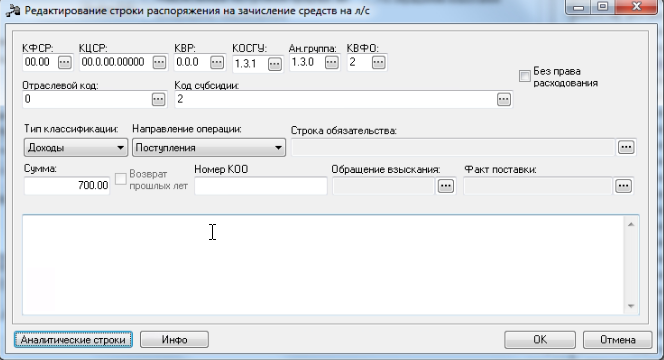 Редактирование строки распоряжения на зачисление средств на л/с
КФСР: КЦСР: КВР: КОСГУ: Ан.группа: КВФО:
00.00 ... 00.0.00.00000 ... 0.0.0 ... 1.3.1 ... 1.3.0 ... 2 ...
Без права
расходования
Отраслевой код: Код субсидии:
0 ... 2 ...
Тип классификации: Направление операции: Строка обязательства:
Доходы Поступления ...
Сумма: Возврат прошлых лет Номер КОО Обращение взыскания: Факт поставки:
700.00 ... ...
Аналитические строки Инфо ОК Отмена